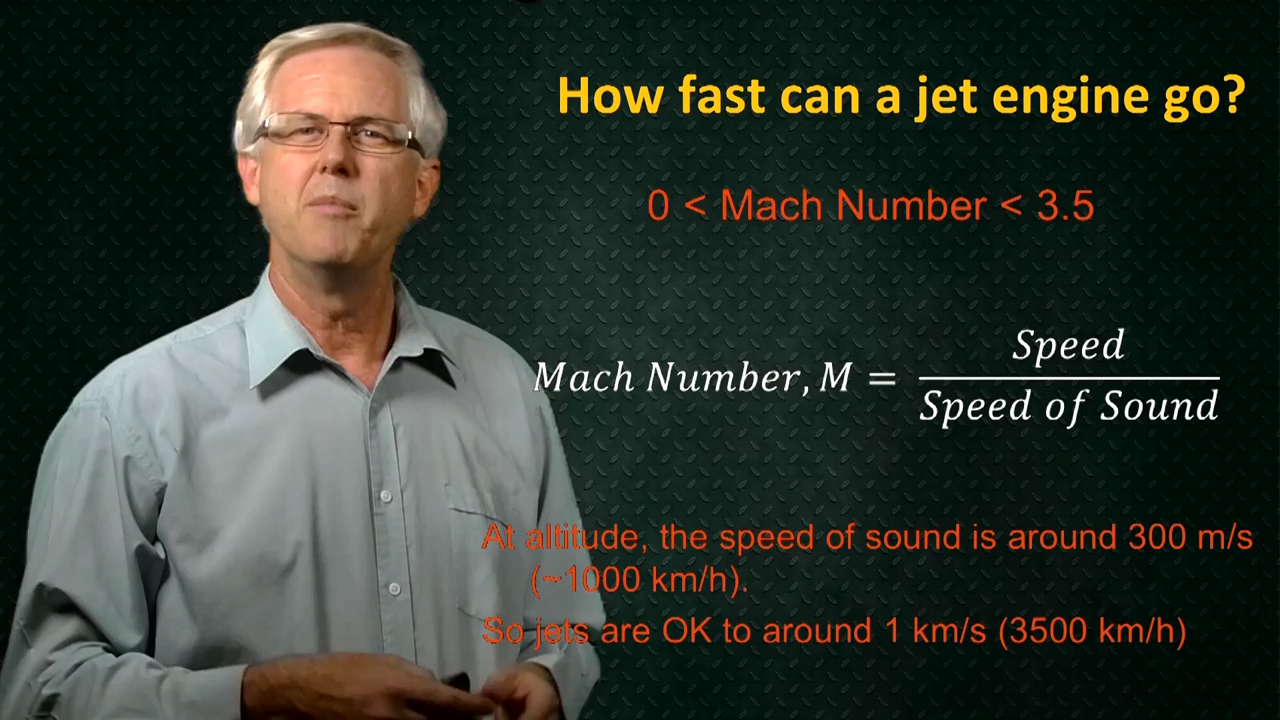 How fast can a jet engine go?
0 < Mach Number < 3.5
Mach Number, M = Speed / Speed of Sound
At altitude, the speed of sound is around 300 m/s
(~1000 km/h).
So jets are OK to around 1 km/s (3500 km/h)